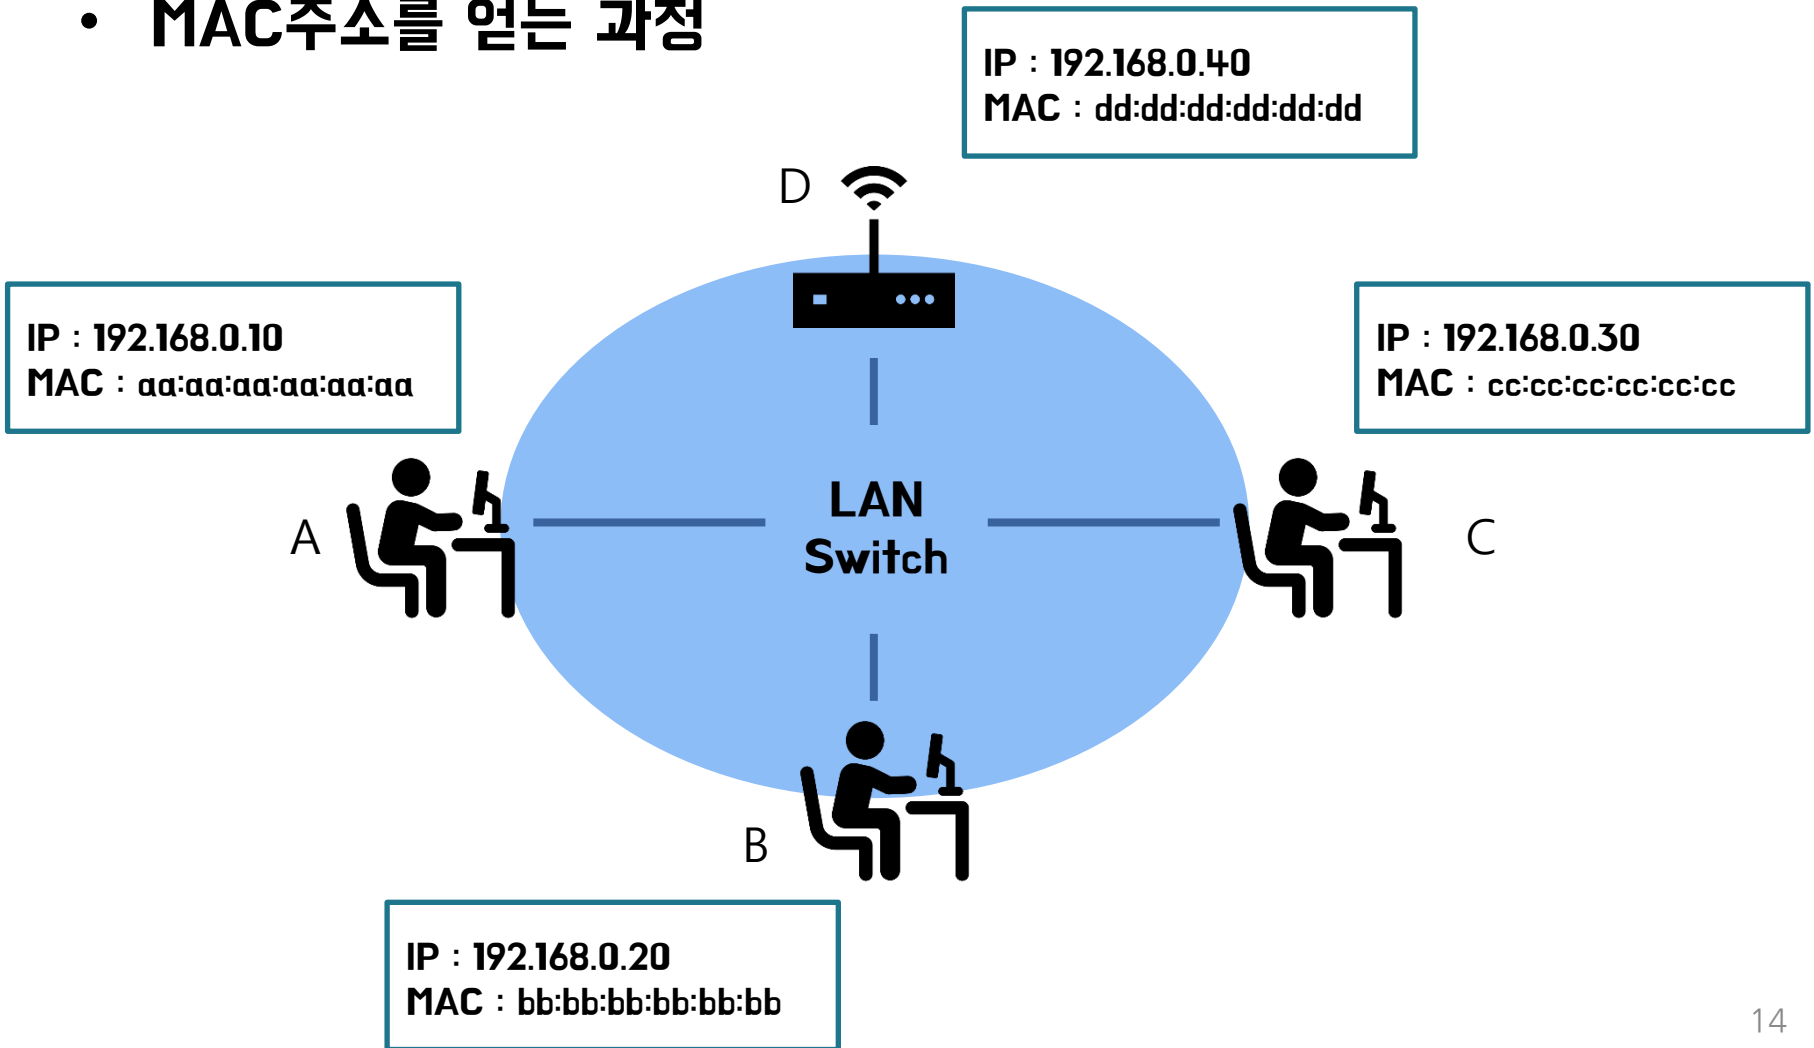 • MAC주소를 얻는 과정
IP : 192.168.0.40
MAC : dd:dd:dd:dd:dd:dd
D
IP : 192.168.0.10
MAC : aa:aa:aa:aa:aa:aa
IP : 192.168.0.30
MAC : cc:cc:cc:cc:cc:cc
LAN
Switch
A
C
B
IP : 192.168.0.20
MAC : bb:bb:bb:bb:bb:bb
14